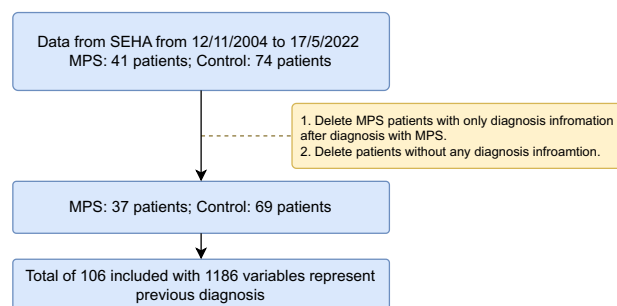 Data from SEHA from 12/11/2004 to 17/5/2022
MPS: 41 patients; Control: 74 patients
1. Delete MPS patients with only diagnosis infromation
after diagnosis with MPS.
2. Delete patients without any diagnosis infroamtion.
MPS: 37 patients; Control: 69 patients
Total of 106 included with 1186 variables represent
previous diagnosis